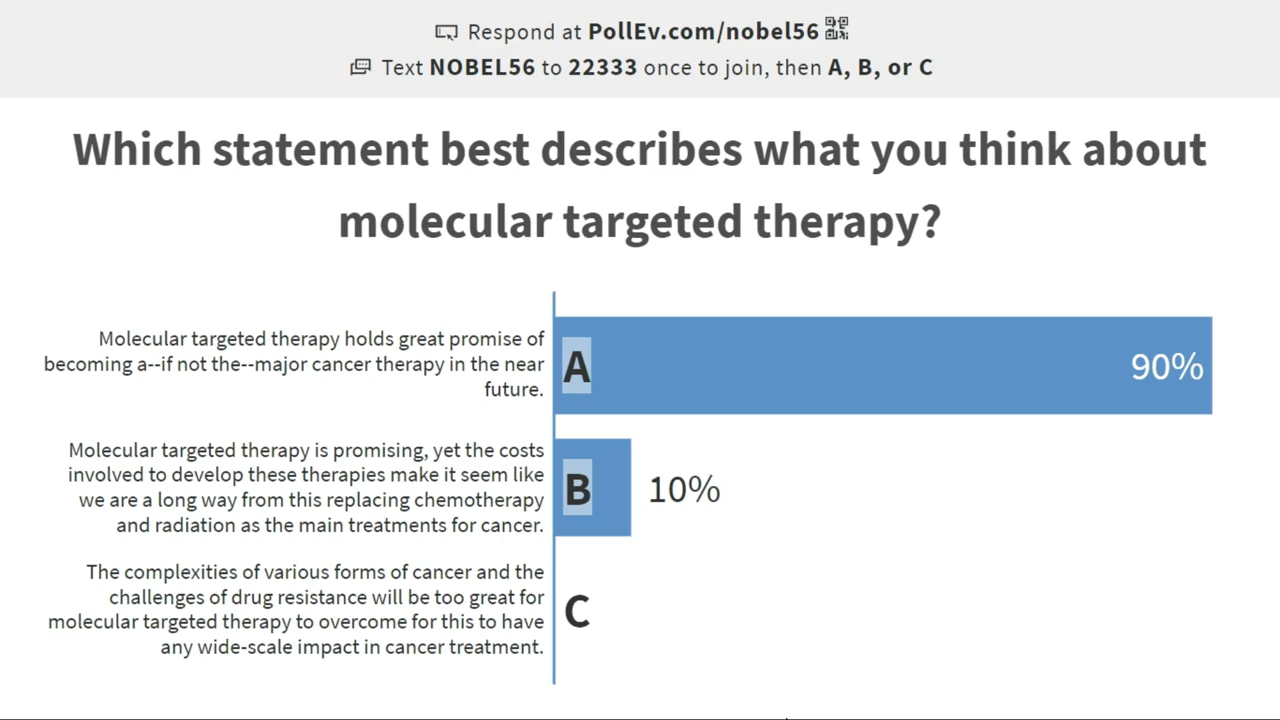 Respond at PollEv.com/nobel56
Text NOBEL56 to 22333 once to join, then A, B, or C
Which statement best describes what you think about
molecular targeted therapy?
Molecular targeted therapy holds great promise of
becoming a--if not the--major cancer therapy in the near
future.
A
90%
Molecular targeted therapy is promising, yet the costs
involved to develop these therapies make it seem like
we are a long way from this replacing chemotherapy
and radiation as the main treatments for cancer.
B
10%
The complexities of various forms of cancer and the
challenges of drug resistance will be too great for
molecular targeted therapy to overcome for this to have
any wide-scale impact in cancer treatment.
C